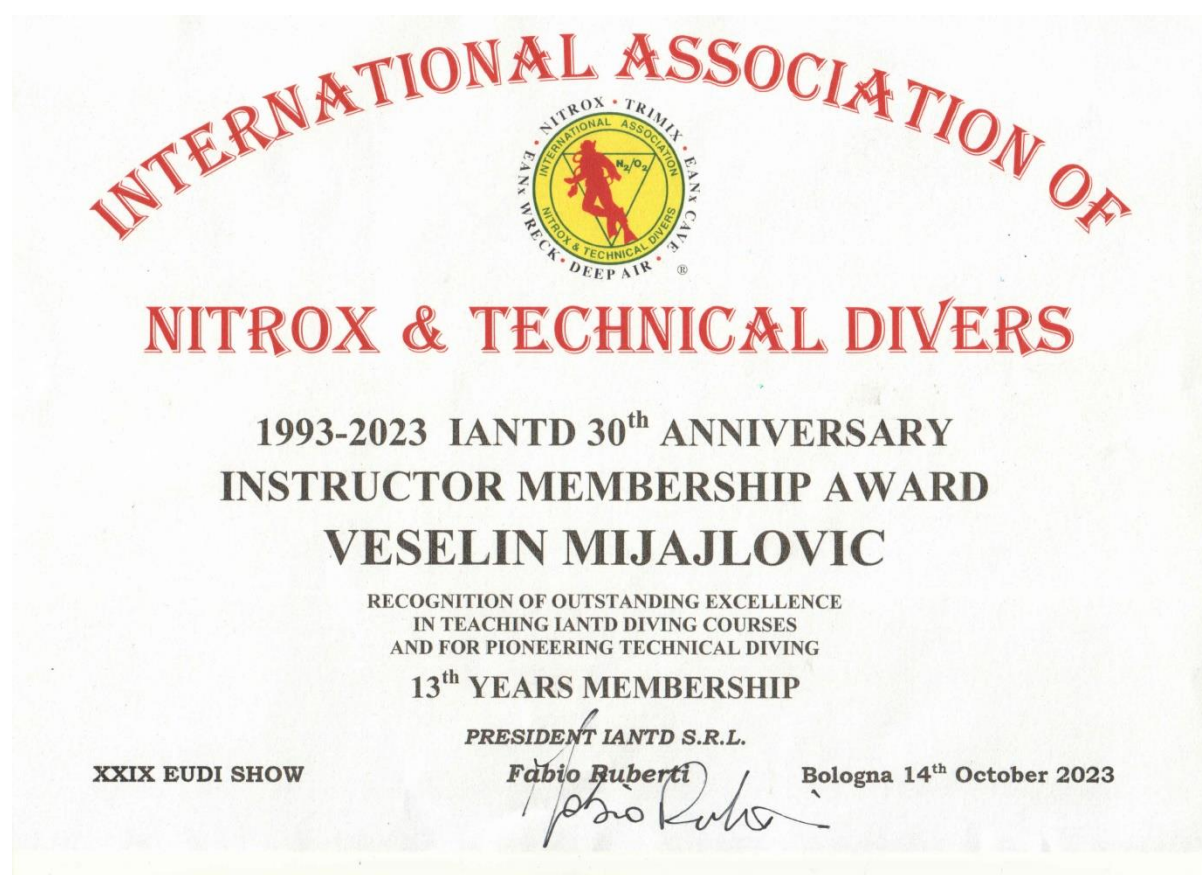 INTERNATIONAL ASSOCIATION OF
NITROX • TRIMIX • EANx CAVE • DEEP AIR • EANx WRECK •
INTERNATIONAL ASSOCIATION
N2/O2
NITROX & TECHNICAL DIVERS
®
NITROX & TECHNICAL DIVERS
1993-2023 IANTD 30th ANNIVERSARY
INSTRUCTOR MEMBERSHIP AWARD
VESELIN MIJAJLOVIC
RECOGNITION OF OUTSTANDING EXCELLENCE
IN TEACHING IANTD DIVING COURSES
AND FOR PIONEERING TECHNICAL DIVING
13th YEARS MEMBERSHIP
PRESIDENT IANTD S.R.L.
XXIX EUDI SHOW
Fabio Ruberti
Bologna 14th October 2023